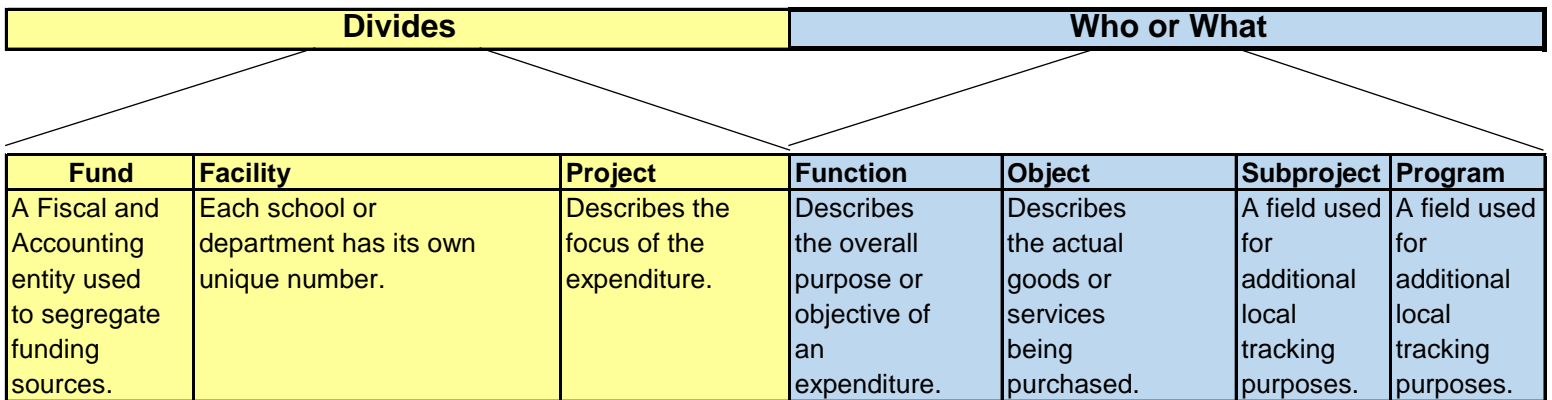 Divides
Who or What
Fund
A Fiscal and
Accounting
entity used
to segregate
funding
sources.
Facility
Each school or
department has its own
unique number.
Project
Describes the
focus of the
expenditure.
Function
Describes
the overall
purpose or
objective of
an
expenditure.
Object
Describes
the actual
goods or
services
being
purchased.
Subproject
A field used
for
additional
local
tracking
purposes.
Program
A field used
for
additional
local
tracking
purposes.